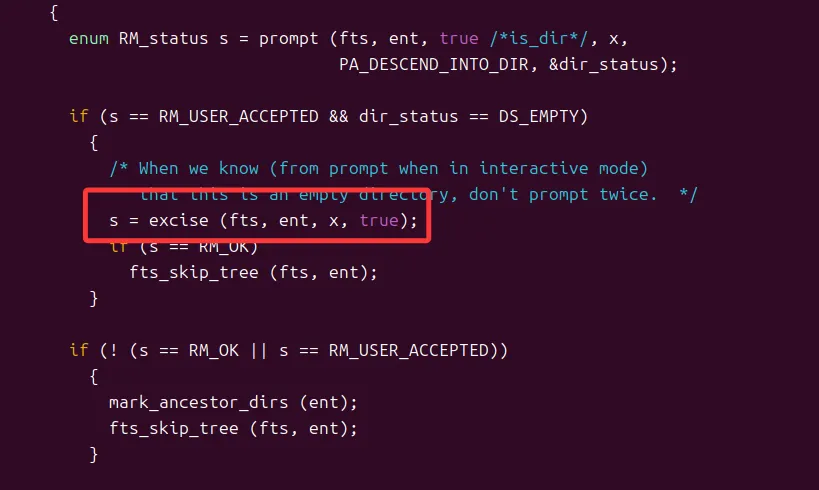 {
enum RM_status s = prompt (fts, ent, true /*is_dir*/, x,
PA_DESCEND_INTO_DIR, &dir_status);
if (s == RM_USER_ACCEPTED && dir_status == DS_EMPTY)
{
/* When we know (from prompt when in interactive mode)
that this is an empty directory, don't prompt twice.  */
s = excise (fts, ent, x, true);
if (s == RM_OK)
fts_skip_tree (fts, ent);
}
if (! (s == RM_OK || s == RM_USER_ACCEPTED))
{
mark_ancestor_dirs (ent);
fts_skip_tree (fts, ent);
}